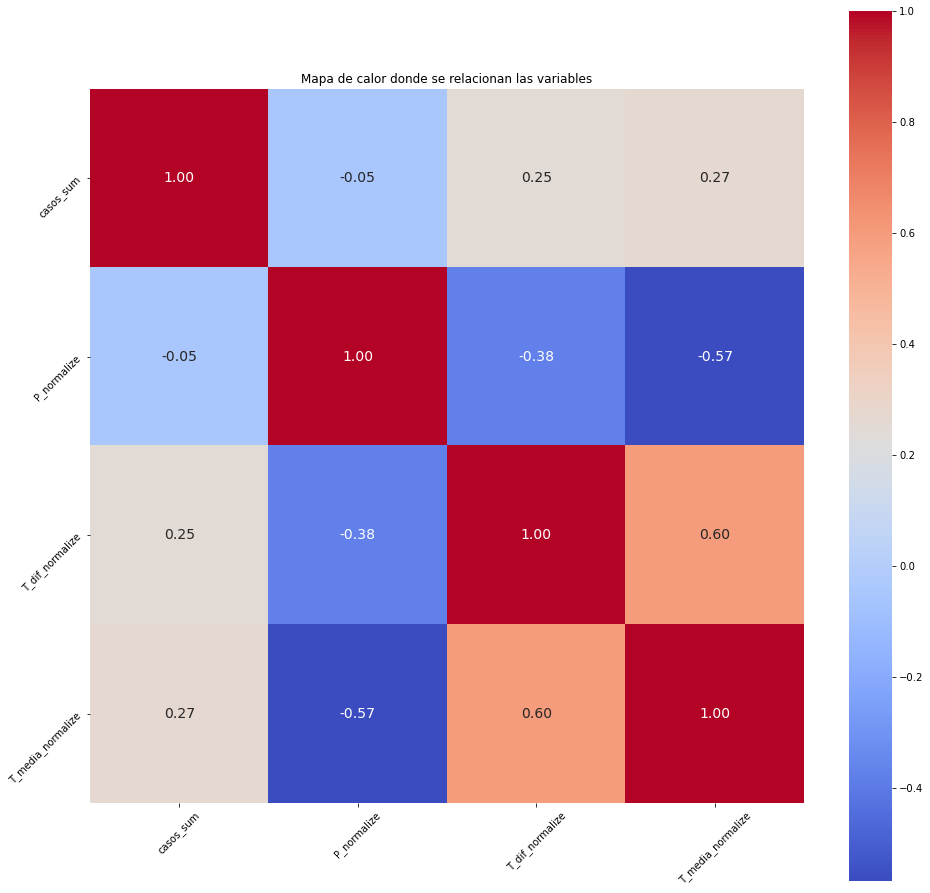 Mapa de calor donde se relacionan las variables
1.0
0.8
0.6
0.4
0.2
0.0
−0.2
−0.4
casos_sum
1.00
-0.05
0.25
0.27
P_normalize
-0.05
1.00
-0.38
-0.57
T_dif_normalize
0.25
-0.38
1.00
0.60
T_media_normalize
0.27
-0.57
0.60
1.00
casos_sum
P_normalize
T_dif_normalize
T_media_normalize